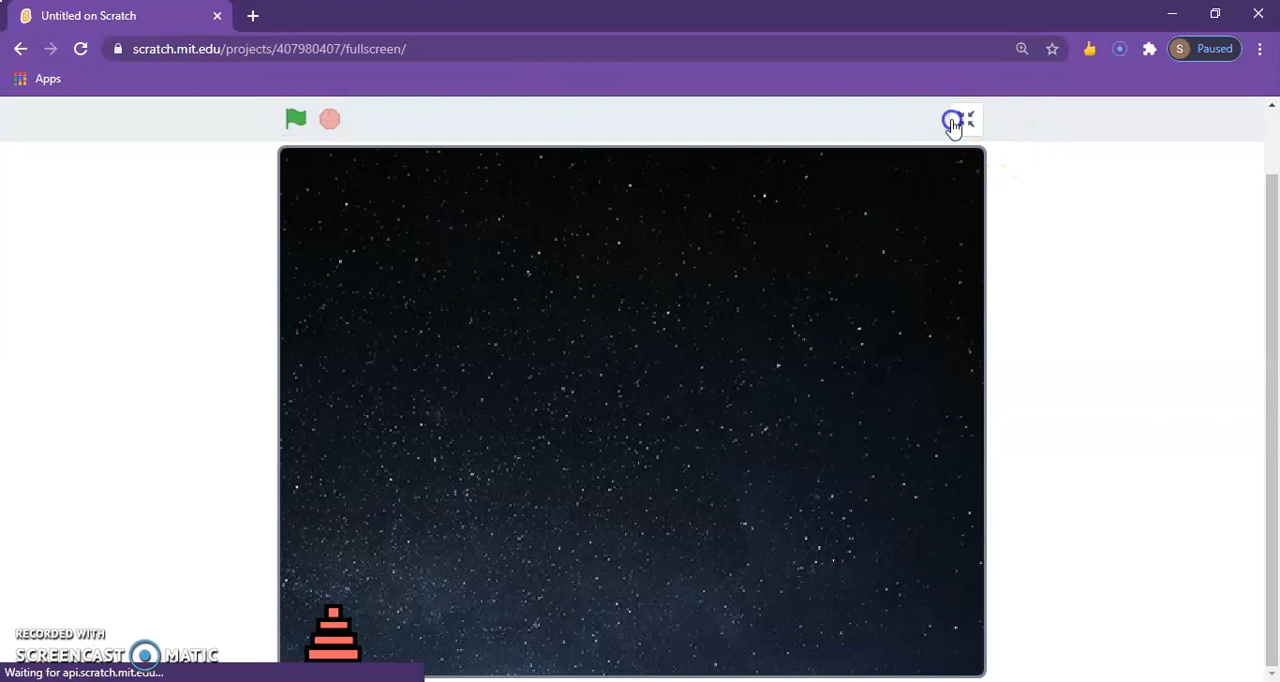 Untitled on Scratch
scratch.mit.edu/projects/407980407/fullscreen/
S Paused
Apps
RECORDED WITH
SCREENCAST MATIC
Waiting for api.scratch.mit.edu...